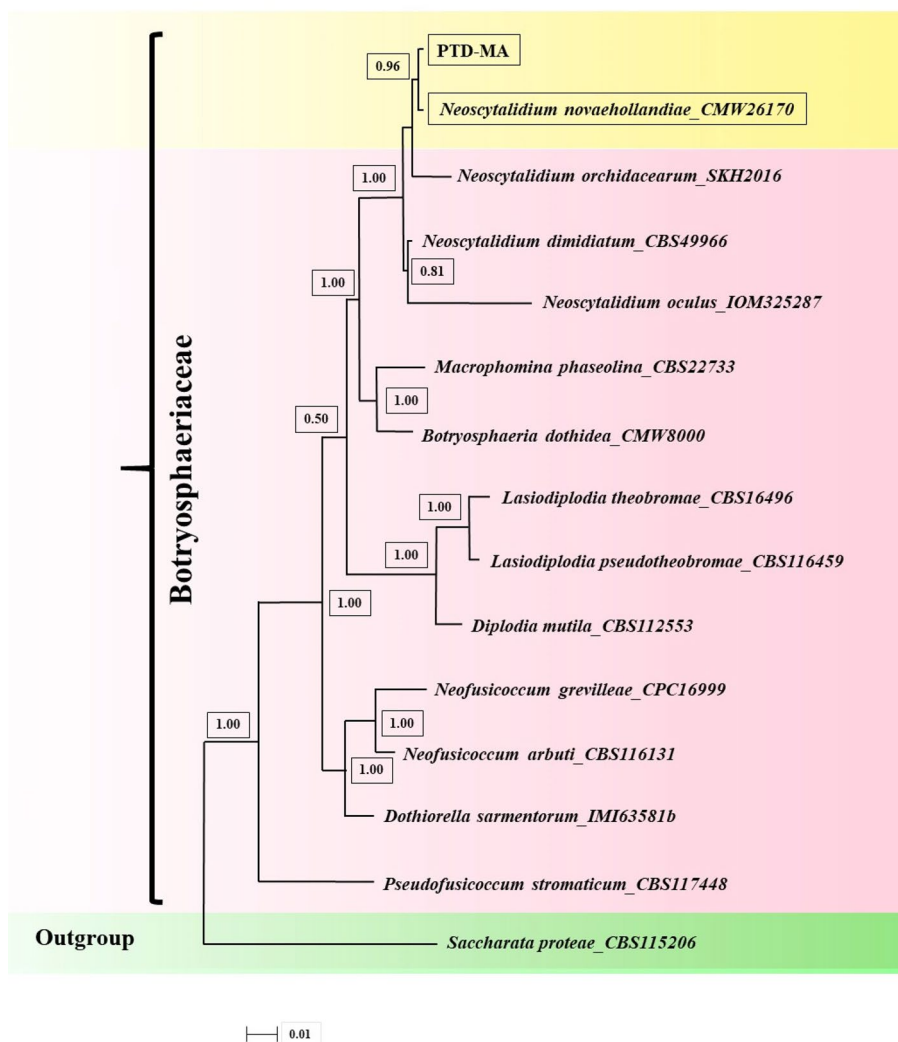 PTD-MA
0.96
Neoscytalidium novaehollandiae_CMW26170
Neoscytalidium orchidacearum_SKH2016
1.00
Neoscytalidium dimidiatum_CBS49966
0.81
1.00
Neoscytalidium oculus_IOM325287
Macrophomina phaseolina_CBS22733
1.00
0.50
Botryosphaeria dothidea_CMW8000
Botryosphaeriaceae
Lasiodiplodia theobromae_CBS16496
1.00
1.00
Lasiodiplodia pseudotheobromae_CBS116459
1.00
Diplodia mutila_CBS112553
Neofusicoccum grevilleae_CPC16999
1.00
1.00
Neofusicoccum arbuti_CBS116131
1.00
Dothiorella sarmentorum_IMI63581b
Pseudofusicoccum stromaticum_CBS117448
Outgroup
Saccharata proteae_CBS115206
0.01